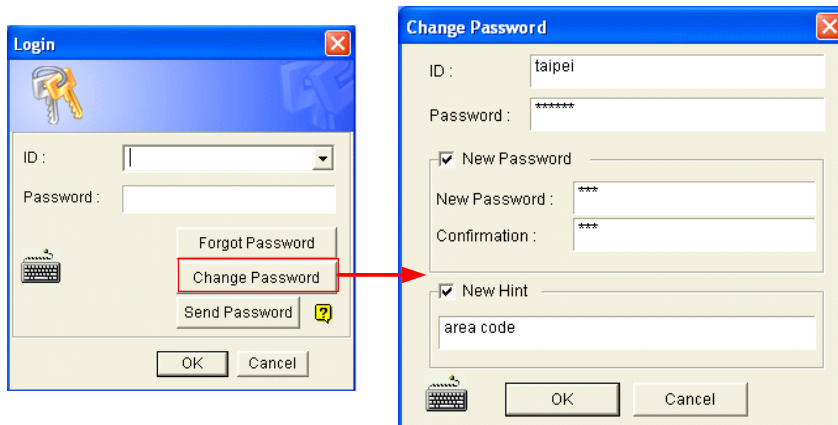 Login
ID :
Password :
Forgot Password
Change Password
Send Password
?
OK
Cancel
Change Password
ID :
taipei
Password :
******
New Password
New Password :
***
Confirmation :
***
New Hint
area code
OK
Cancel